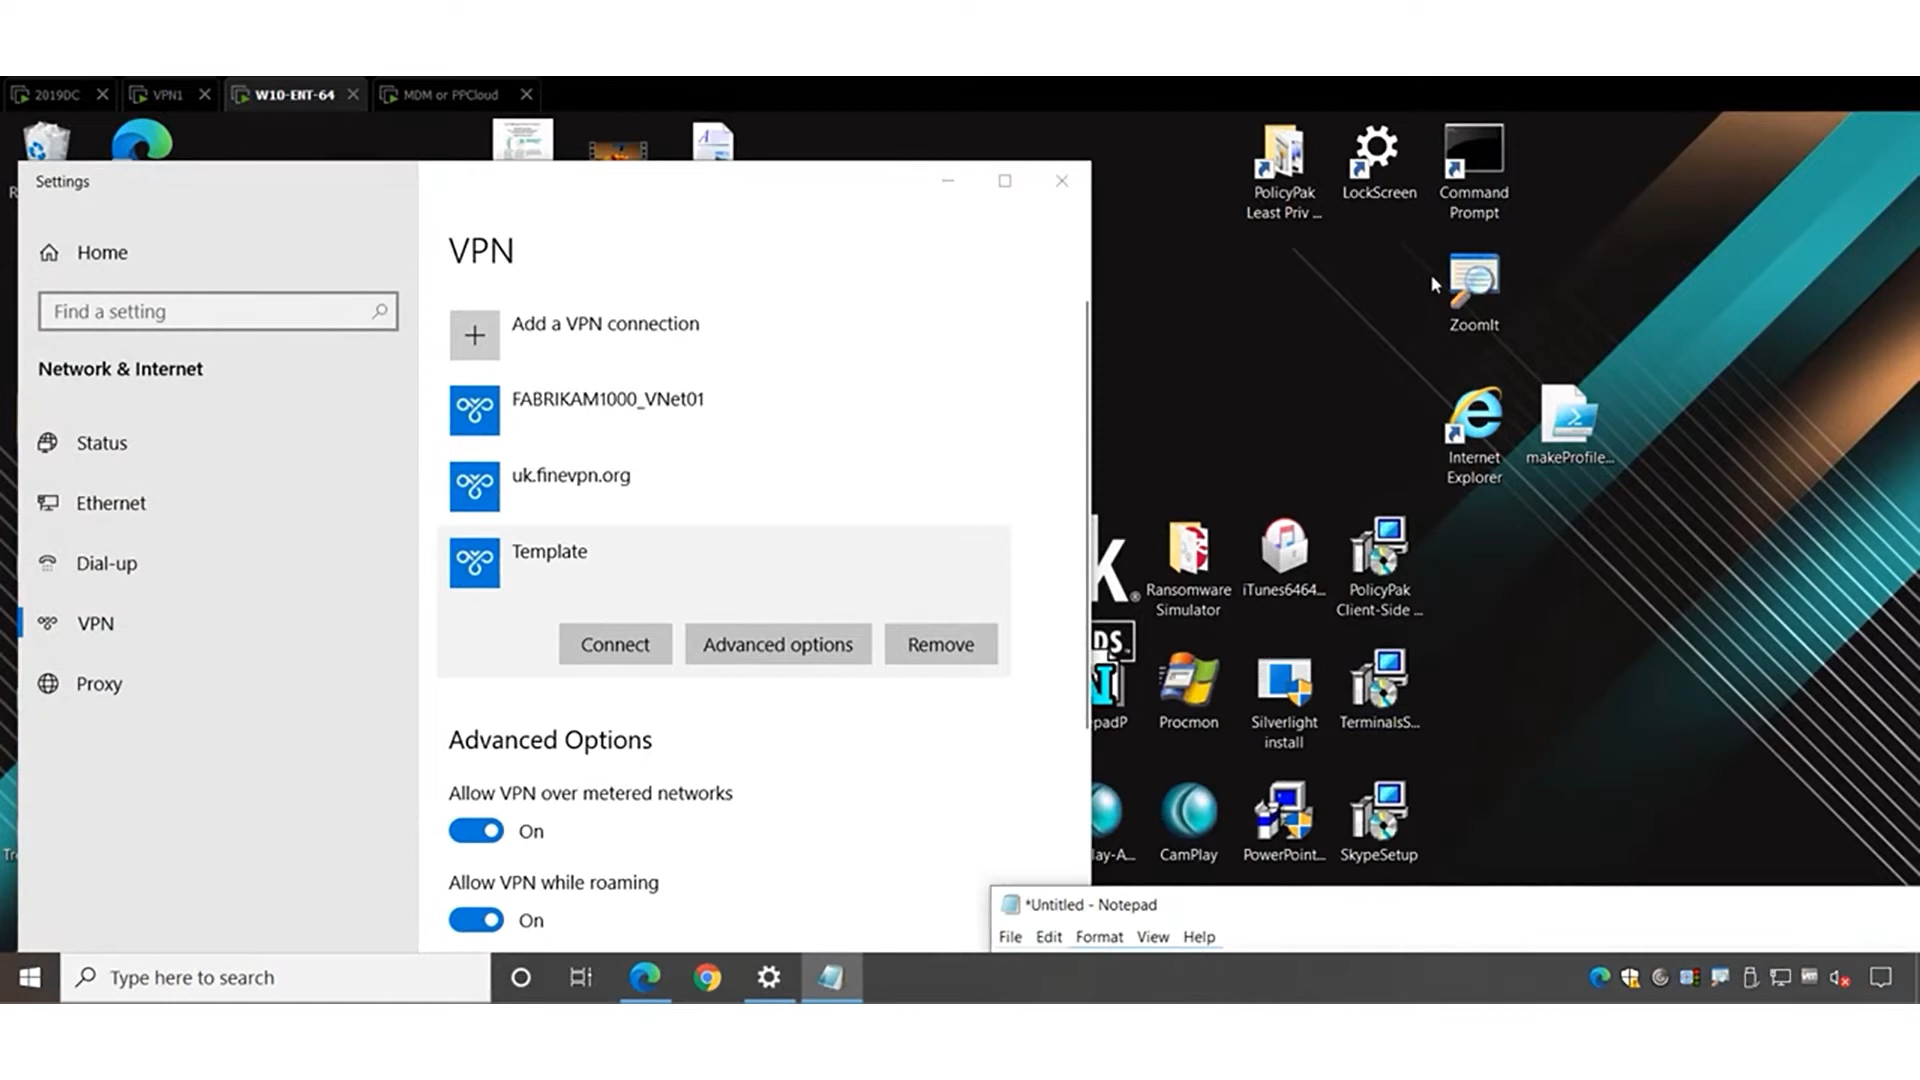 2019DC
VPN1
W10-ENT-64
MDM or PPCloud
Settings
Home
Find a setting
Network & Internet
Status
Ethernet
Dial-up
VPN
Proxy
VPN
Add a VPN connection
FABRIKAM1000_VNet01
uk.finevpn.org
Template
Connect
Advanced options
Remove
Advanced Options
Allow VPN over metered networks
On
Allow VPN while roaming
On
PolicyPak
Least Priv ...
LockScreen
Command
Prompt
ZoomIt
Internet
Explorer
makeProfile...
Ransomware
Simulator
iTunes6464...
PolicyPak
Client-Side ...
Procmon
Silverlight
install
TerminalsS...
CamPlay
PowerPoint...
SkypeSetup
*Untitled - Notepad
File Edit Format View Help
Type here to search